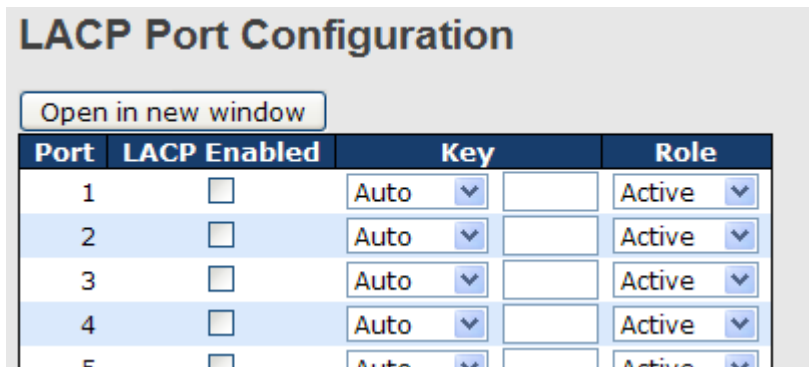 LACP Port Configuration
Open in new window
Port LACP Enabled Key Role
1 Auto Active
2 Auto Active
3 Auto Active
4 Auto Active